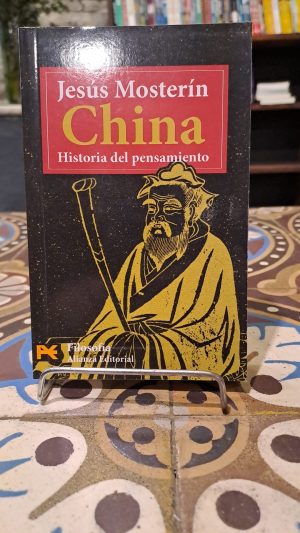 Jesús Mosterín
China
Historia del pensamiento
Filosofía
Alianza Editorial